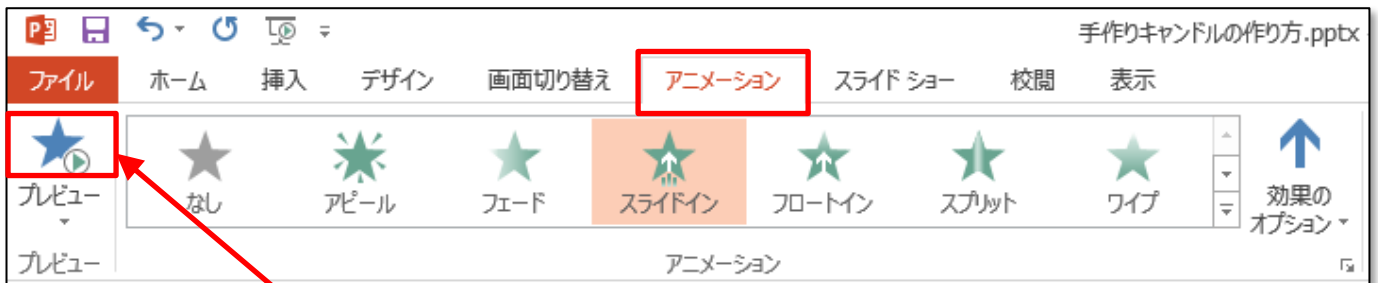 手作りキャンドルの作り方.pptx
ファイル ホーム 挿入 デザイン 画面切り替え アニメーション スライド ショー 校閲 表示
プレビュー なし アピール フェード スライドイン フロートイン スプリット ワイプ 効果の
オプション
プレビュー アニメーション